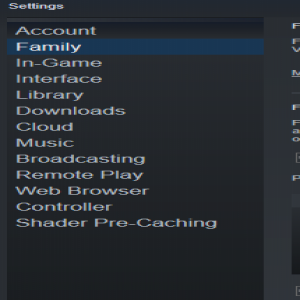 Settings
Account
Family
In-Game
Interface
Library
Downloads
Cloud
Music
Broadcasting
Remote Play
Web Browser
Controller
Shader Pre-Caching